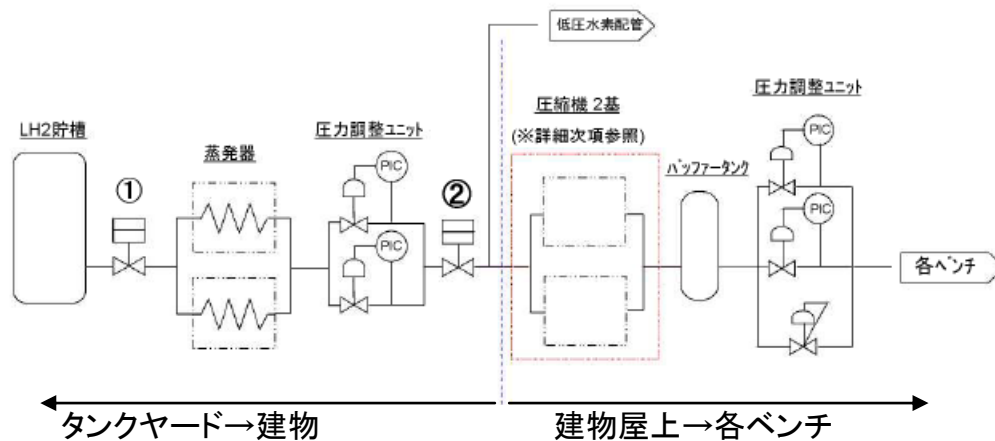 低圧水素配管
圧力調整ユニット
圧縮機 2基
(※詳細次項参照)
LH2貯槽
圧力調整ユニット
蒸発器
バッファータンク
①
②
PIC
PIC
PIC
PIC
各ベンチ
タンクヤード→建物
建物屋上→各ベンチ